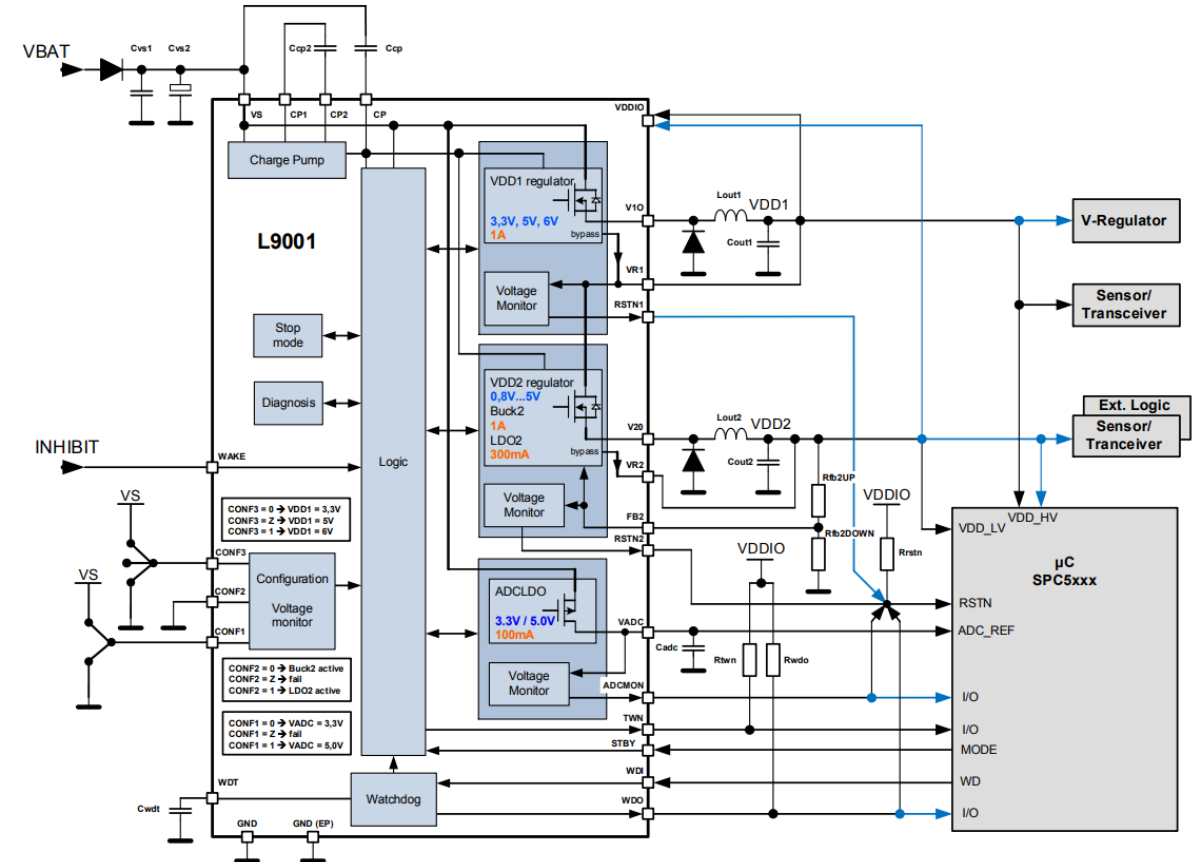 VBAT
Cvs1
Cvs2
Ccp2
Ccp
VS
CP1
CP2
CP
VDDIO
Charge Pump
L9001
VDD1 regulator
3,3V, 5V, 6V
1A
bypass
V1O
Lout1
VDD1
Cout1
V-Regulator
VR1
Voltage
Monitor
RSTN1
Sensor/
Transceiver
Stop
mode
Diagnosis
VDD2 regulator
0,8V...5V
Buck2
1A
LDO2
300mA
bypass
V20
Lout2
VDD2
Cout2
Ext. Logic
Sensor/
Tranceiver
INHIBIT
WAKE
Logic
VR2
Rfb2UP
VDDIO
Voltage
Monitor
FB2
Rfb2DOWN
RSTN2
VDDIO
Rrstn
VDD_HV
VDD_LV
µC
SPC5xxx
VS
CONF3 = 0 → VDD1 = 3,3V
CONF3 = Z → VDD1 = 5V
CONF3 = 1 → VDD1 = 6V
CONF3
VS
CONF2
CONF1
Configuration
Voltage
monitor
ADCLDO
3.3V / 5.0V
100mA
VADC
Cadc
Rtwn
Rwdo
RSTN
ADC_REF
CONF2 = 0 → Buck2 active
CONF2 = Z → fail
CONF2 = 1 → LDO2 active
Voltage
Monitor
ADCMON
I/O
CONF1 = 0 → VADC = 3,3V
CONF1 = Z → fail
CONF1 = 1 → VADC = 5,0V
TWN
I/O
STBY
MODE
WDT
Cwdt
Watchdog
WDI
WD
WDO
I/O
GND
GND (EP)